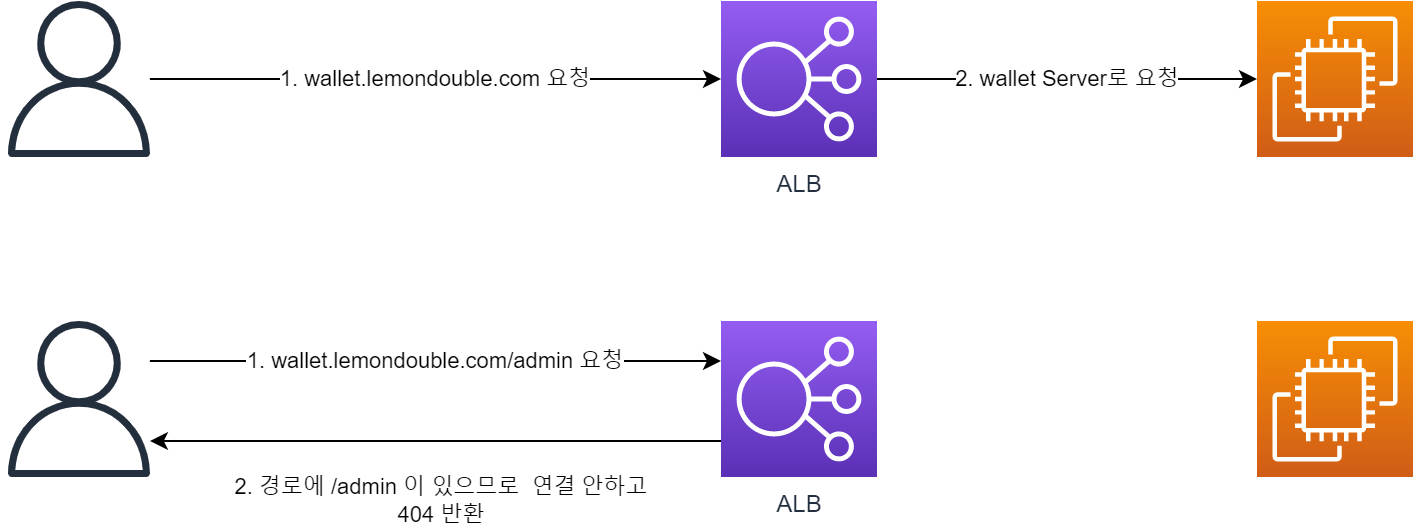 1. wallet.lemondouble.com 요청
2. wallet Server로 요청
ALB
1. wallet.lemondouble.com/admin 요청
2. 경로에 /admin 이 있으므로  연결 안하고
404 반환
ALB